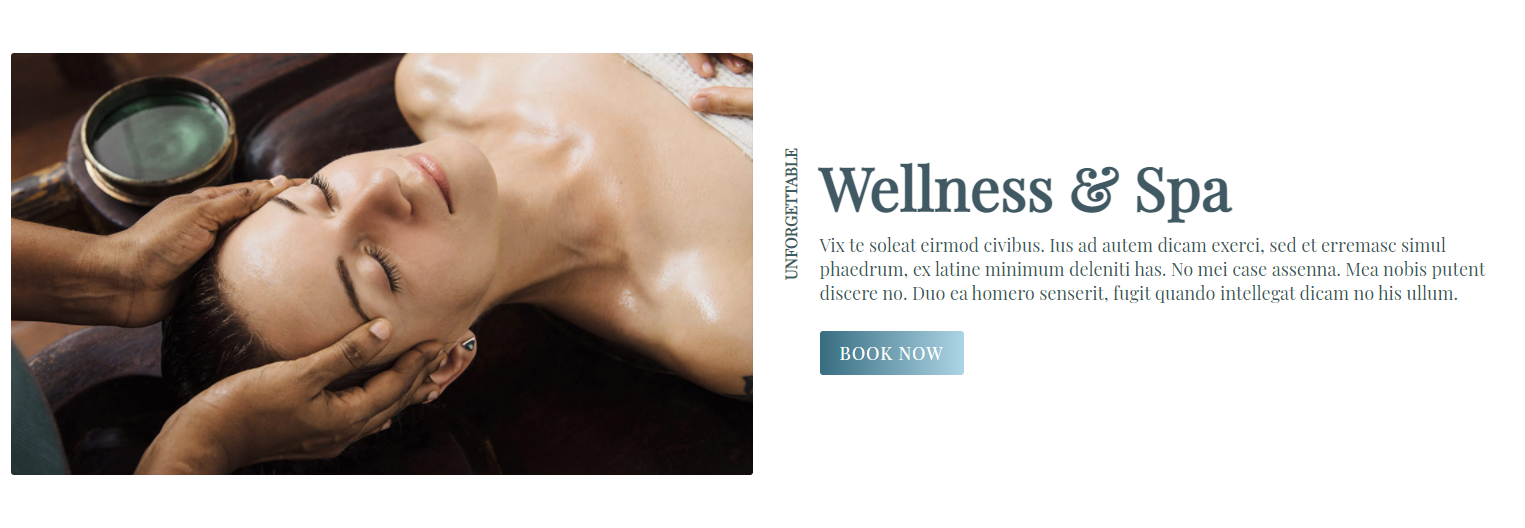 UNFORGETTABLE
Wellness & Spa
Vix te soleat eirmod civibus. Ius ad autem dicam exerci, sed et erremasc simul
phaedrum, ex latine minimum deleniti has. No mei case assenna. Mea nobis putent
discere no. Duo ea homero senserit, fugit quando intellegat dicam no his ullum.
BOOK NOW